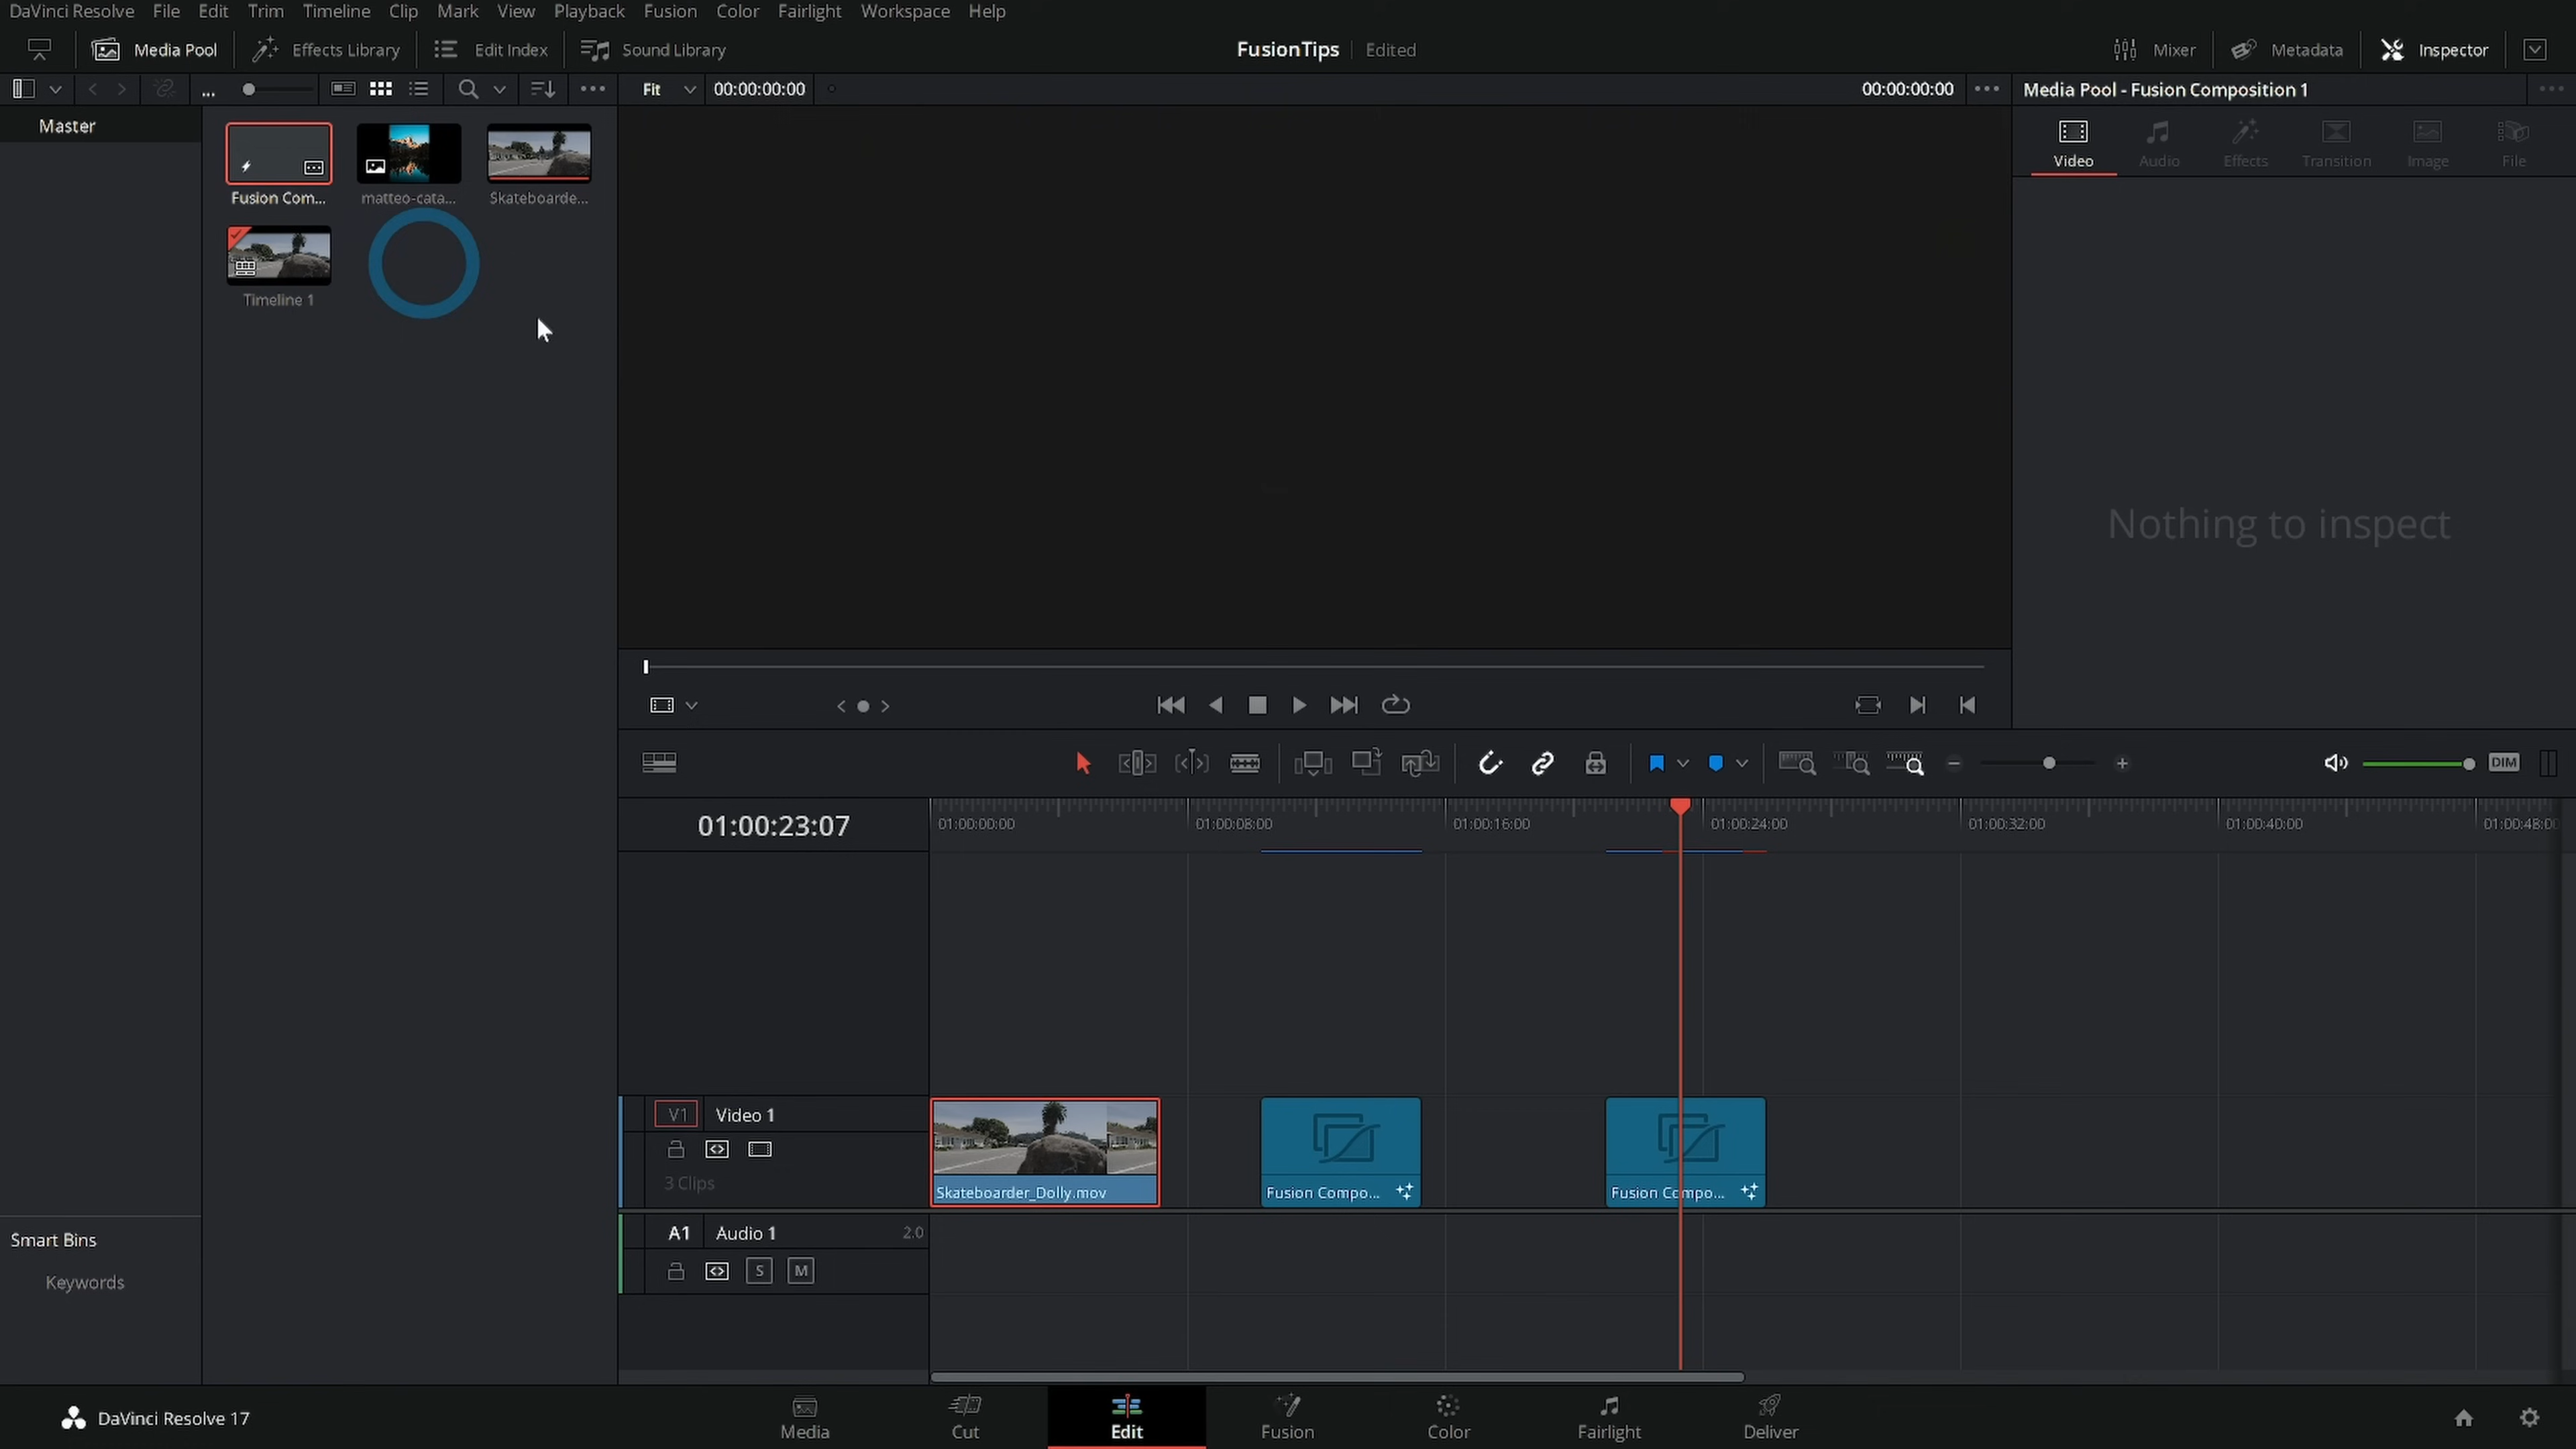 DaVinci Resolve File Edit Trim Timeline Clip Mark View Playback Fusion Color Fairlight Workspace Help
Media Pool Effects Library Edit Index Sound Library FusionTips Edited Mixer Metadata Inspector
... Fit 00:00:00:00 00:00:00:00 Media Pool - Fusion Composition 1
Master
Video Audio Effects Transition Image File
Fusion Com... matteo-cata... Skateboarde...
Timeline 1
Nothing to inspect
DIM
01:00:23:07 01:00:00:00 01:00:08:00 01:00:16:00 01:00:24:00 01:00:32:00 01:00:40:00 01:00:48:00
V1 Video 1
3 Clips
Skateboarder_Dolly.mov Fusion Compo... Fusion Compo...
A1 Audio 1 2.0
S M
Smart Bins
Keywords
DaVinci Resolve 17
Media Cut Edit Fusion Color Fairlight Deliver